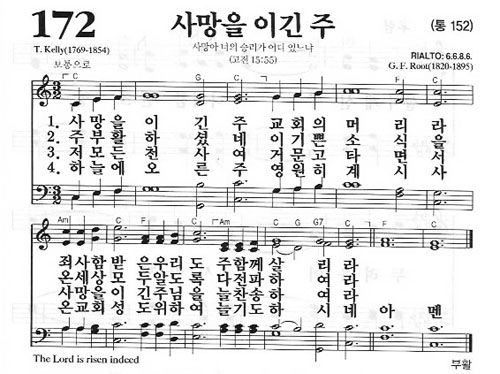 172
사망을 이긴 주
(통 152)
T. Kelly(1769-1854)
사망아 너의 승리가 어디 있느냐
RIALTO: 6.6.8.6.
보통으로
(고전 15:55)
G. F. Root(1820-1895)
C G C F C
1. 사 망 을 이 긴 주 교 회 의 머 리 라
2. 주 부 활 하 셨 네 이 기 쁜 소 식 을
3. 저 모 든 천 사 여 거 문 고 타 면 서
4. 하 늘 에 오 른 주 영 원 히 계 시 사
Am C F C Am C G G7 C F C
죄 사 함 받 은 우 리 도 주 함 께 살 리 라
온 세 상 모 두 알 도 록 다 전 파 하 여 라
사 망 을 이 긴 주 님 을 늘 찬 송 하 여 라
온 교 회 성 도 위 하 여 늘 기 도 하 시 네 아 멘
The Lord is risen indeed
부활